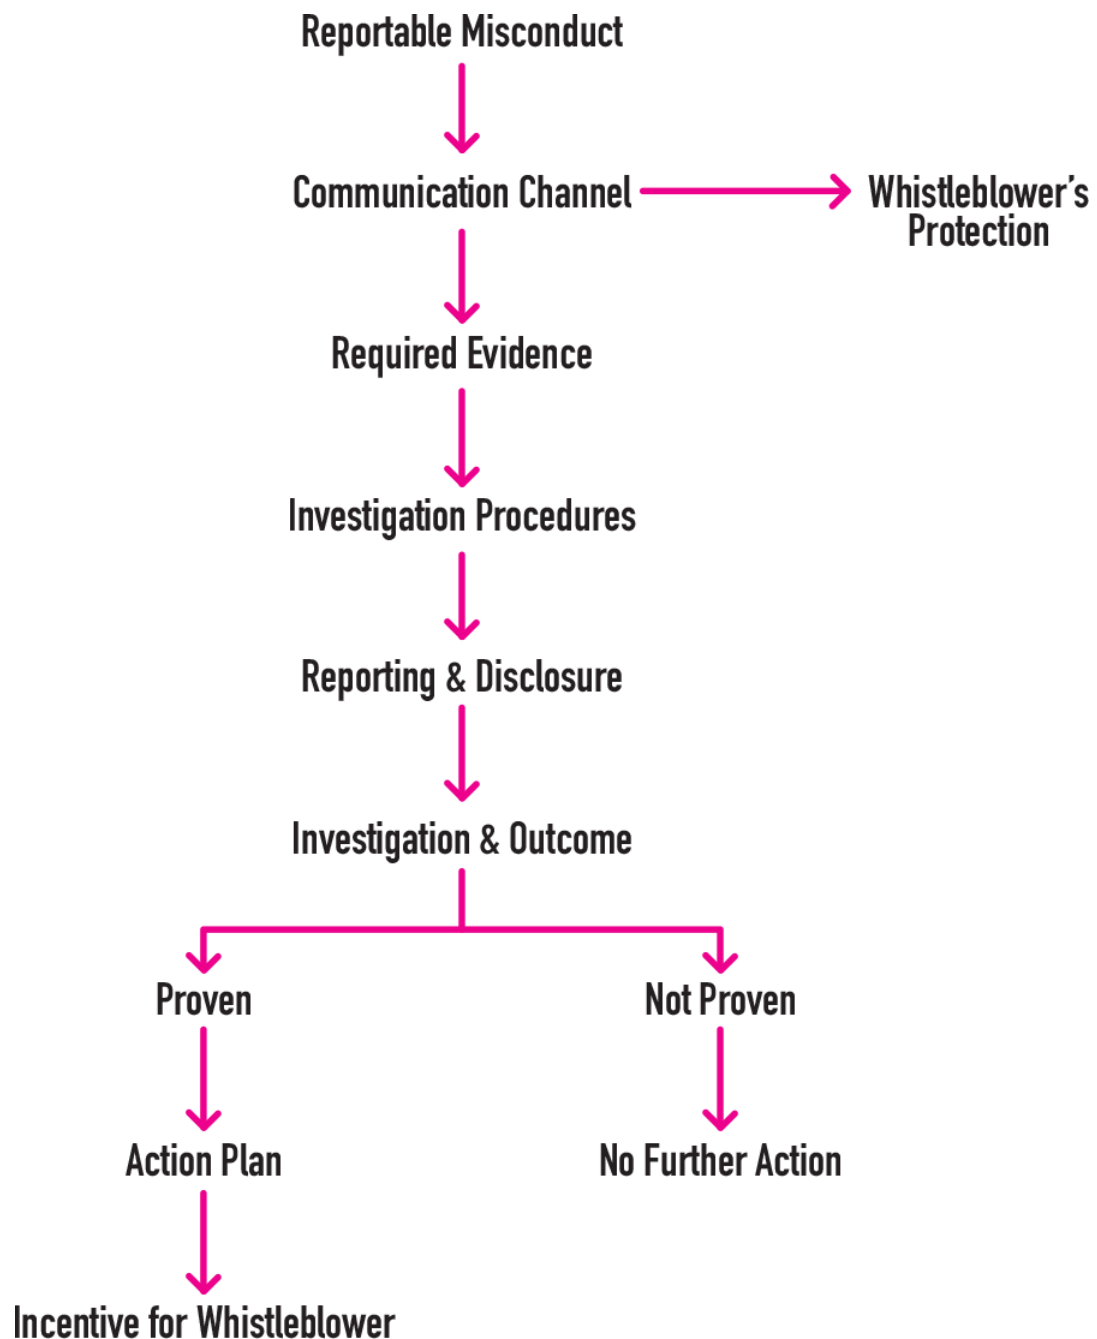 Reportable Misconduct
Communication Channel
Whistleblower's
Protection
Required Evidence
Investigation Procedures
Reporting & Disclosure
Investigation & Outcome
Proven
Not Proven
Action Plan
No Further Action
Incentive for Whistleblower